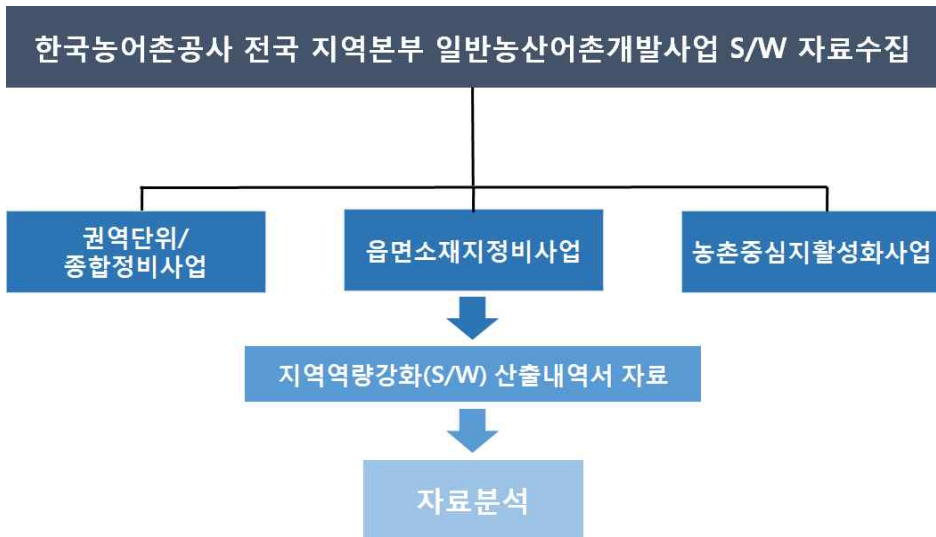 한국농어촌공사 전국 지역본부 일반농산어촌개발사업 S/W 자료수집
권역단위/
종합정비사업
읍면소재지정비사업
농촌중심지활성화사업
지역역량강화(S/W) 산출내역서 자료
자료분석